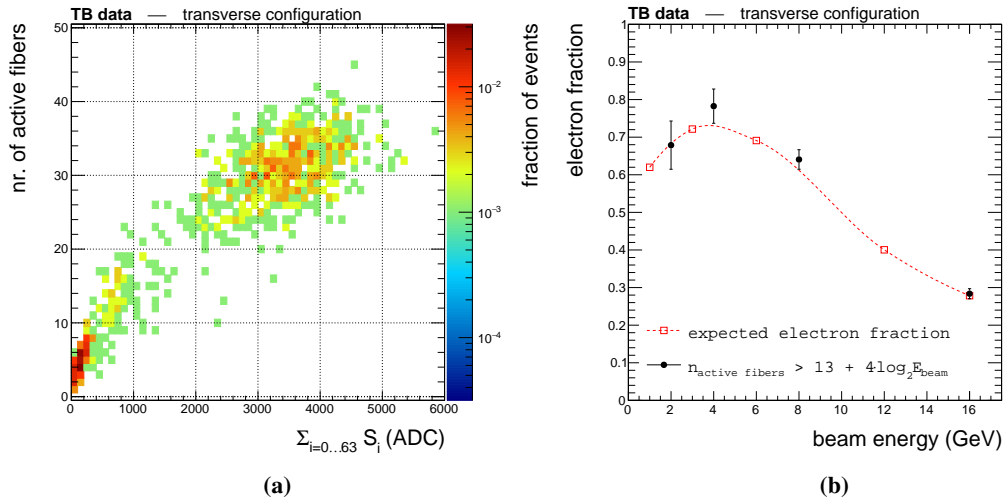 TB data — transverse configuration
nr. of active fibers
50
40
30
20
10
0
0 1000 2000 3000 4000 5000 6000
Σi=0...63 Si (ADC)
10−2
10−3
10−4
fraction of events
(a)
TB data — transverse configuration
electron fraction
1
0.9
0.8
0.7
0.6
0.5
0.4
0.3
0.2
0.1
0
0 2 4 6 8 10 12 14 16
beam energy (GeV)
expected electron fraction
nactive fibers > 13 + 4log2Ebeam
(b)